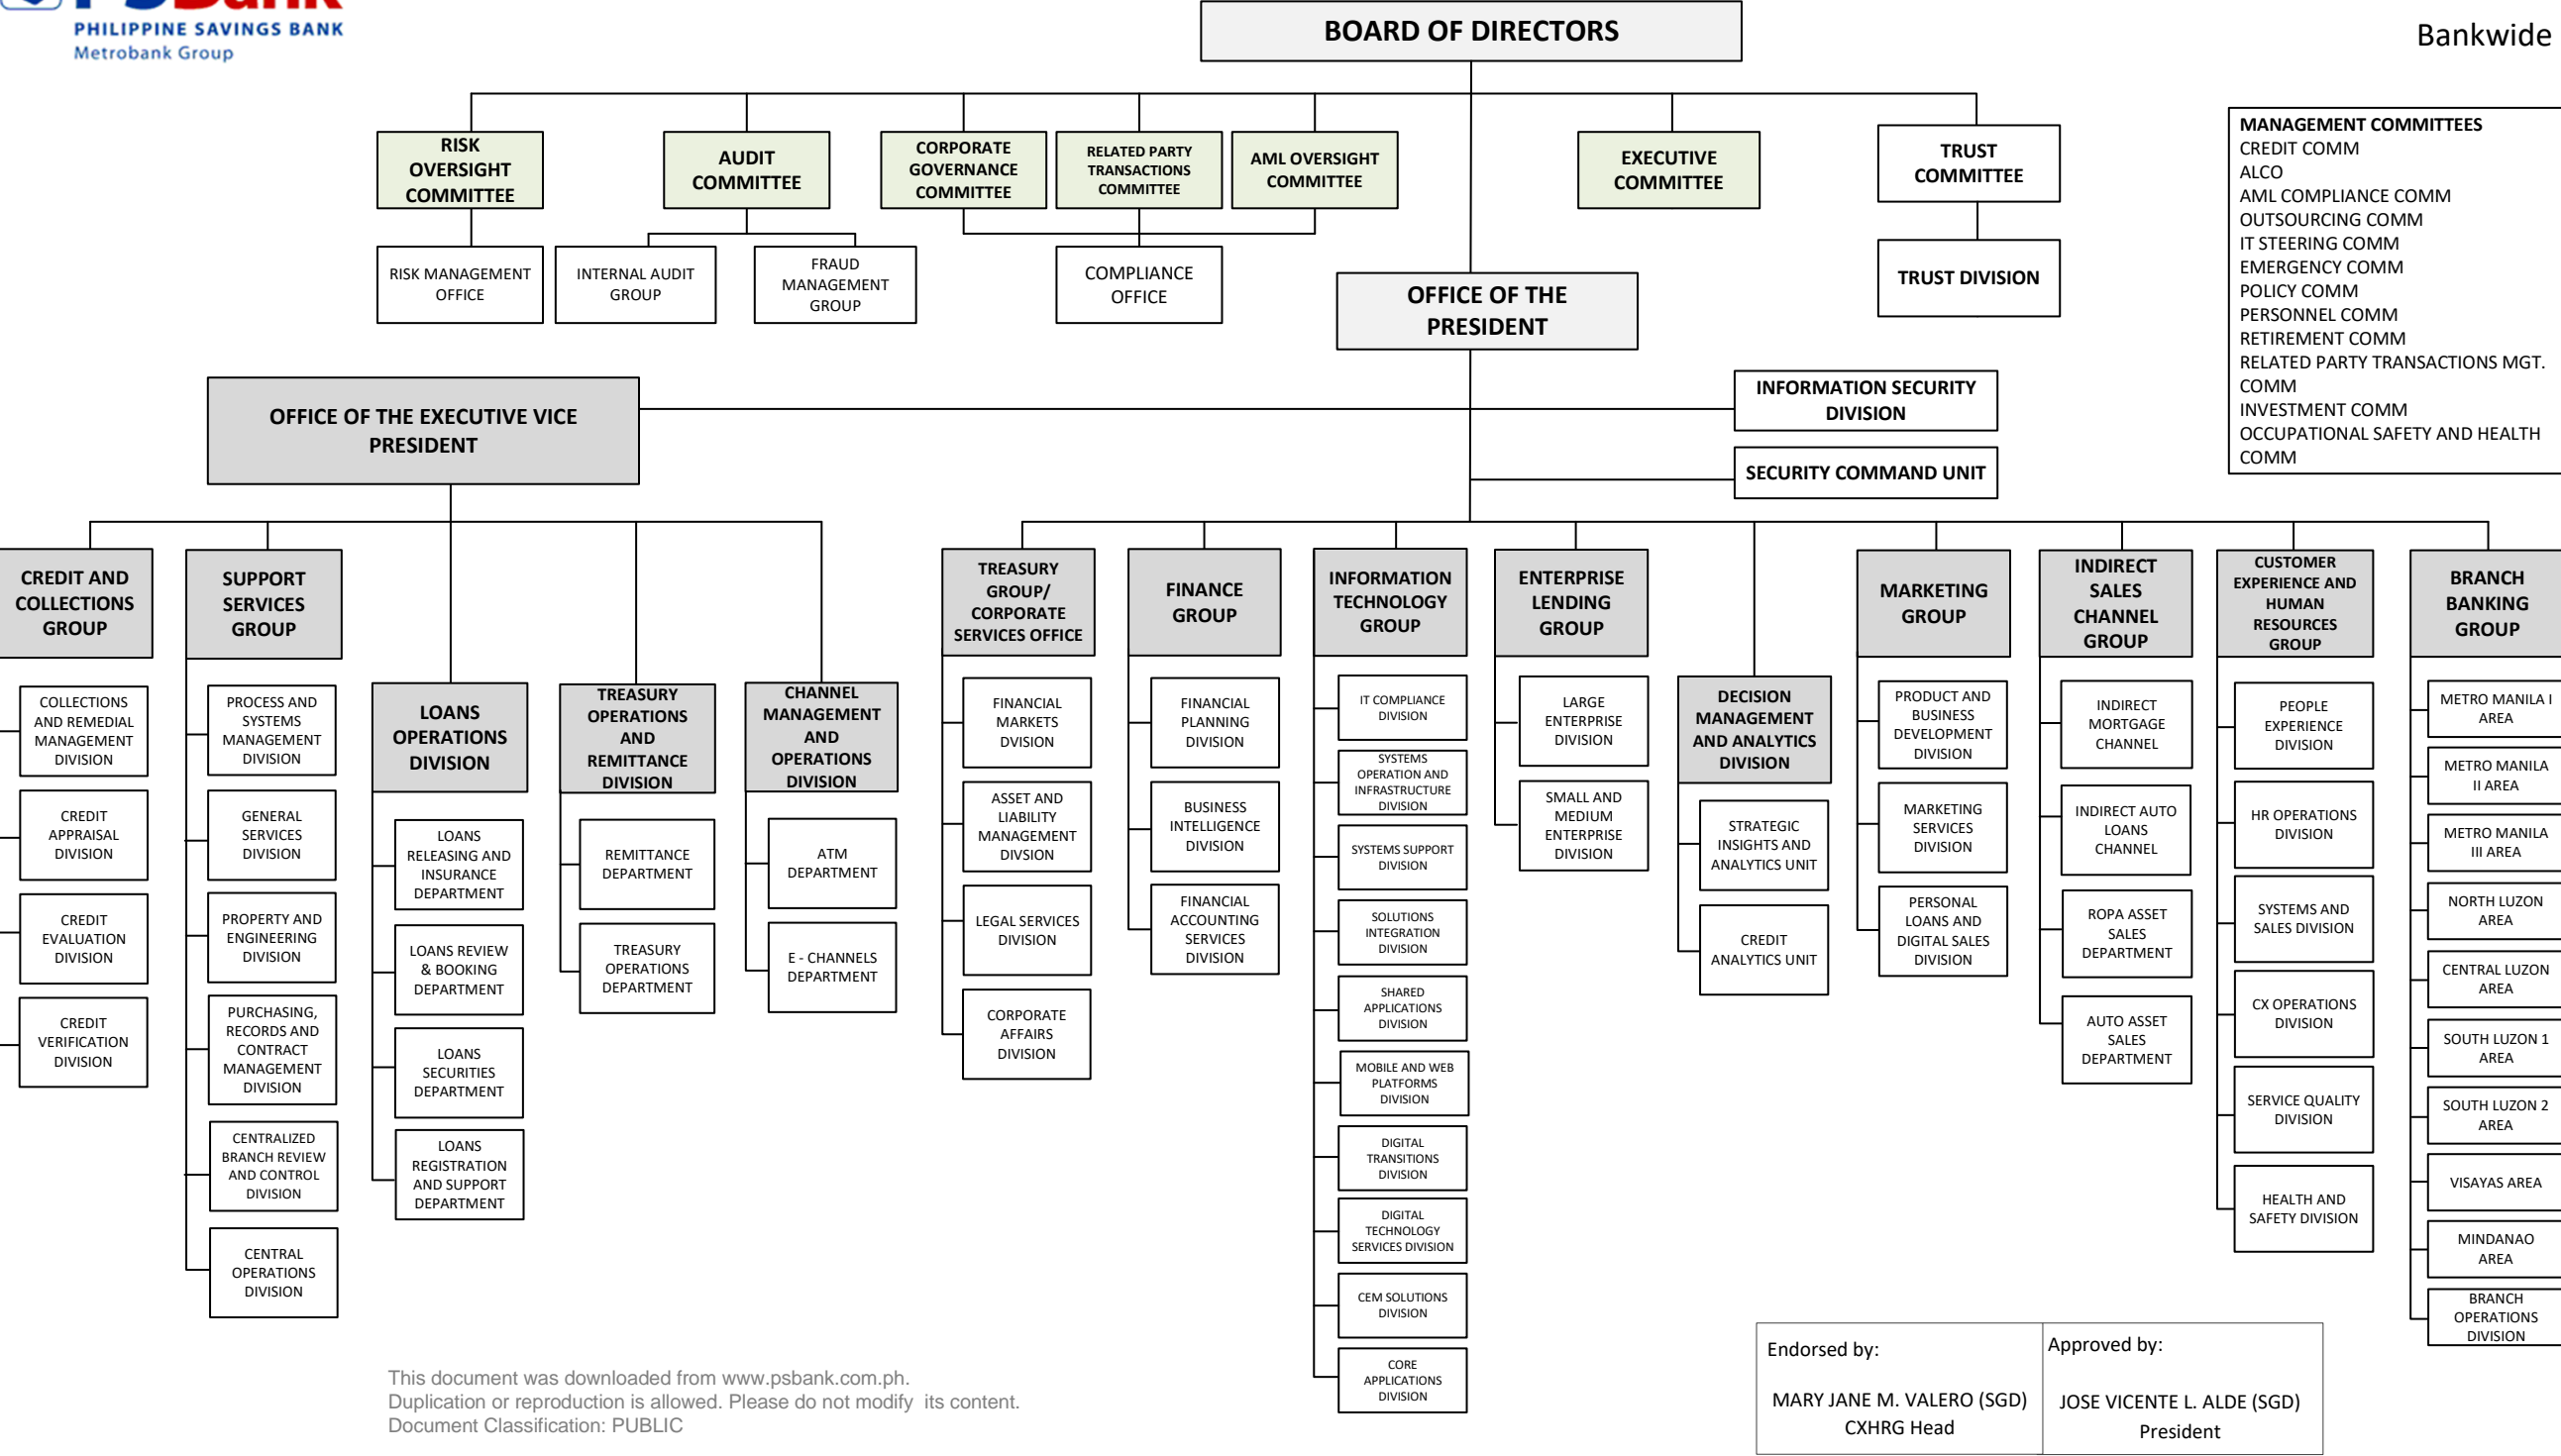 PSBank
PHILIPPINE SAVINGS BANK
Metrobank Group
BOARD OF DIRECTORS
Bankwide
RISK
OVERSIGHT
COMMITTEE
AUDIT
COMMITTEE
CORPORATE
GOVERNANCE
COMMITTEE
RELATED PARTY
TRANSACTIONS
COMMITTEE
AML OVERSIGHT
COMMITTEE
EXECUTIVE
COMMITTEE
TRUST
COMMITTEE
MANAGEMENT COMMITTEES
CREDIT COMM
ALCO
AML COMPLIANCE COMM
OUTSOURCING COMM
IT STEERING COMM
EMERGENCY COMM
POLICY COMM
PERSONNEL COMM
RETIREMENT COMM
RELATED PARTY TRANSACTIONS MGT.
COMM
INVESTMENT COMM
OCCUPATIONAL SAFETY AND HEALTH
COMM
RISK MANAGEMENT
OFFICE
INTERNAL AUDIT
GROUP
FRAUD
MANAGEMENT
GROUP
COMPLIANCE
OFFICE
TRUST DIVISION
OFFICE OF THE
PRESIDENT
OFFICE OF THE EXECUTIVE VICE
PRESIDENT
INFORMATION SECURITY
DIVISION
SECURITY COMMAND UNIT
CREDIT AND
COLLECTIONS
GROUP
COLLECTIONS
AND REMEDIAL
MANAGEMENT
DIVISION
CREDIT
APPRAISAL
DIVISION
CREDIT
EVALUATION
DIVISION
CREDIT
VERIFICATION
DIVISION
SUPPORT
SERVICES
GROUP
PROCESS AND
SYSTEMS
MANAGEMENT
DIVISION
GENERAL
SERVICES
DIVISION
PROPERTY AND
ENGINEERING
DIVISION
PURCHASING,
RECORDS AND
CONTRACT
MANAGEMENT
DIVISION
CENTRALIZED
BRANCH REVIEW
AND CONTROL
DIVISION
CENTRAL
OPERATIONS
DIVISION
LOANS
OPERATIONS
DIVISION
LOANS
RELEASING AND
INSURANCE
DEPARTMENT
LOANS REVIEW
& BOOKING
DEPARTMENT
LOANS
SECURITIES
DEPARTMENT
LOANS
REGISTRATION
AND SUPPORT
DEPARTMENT
TREASURY
OPERATIONS
AND
REMITTANCE
DIVISION
REMITTANCE
DEPARTMENT
TREASURY
OPERATIONS
DEPARTMENT
CHANNEL
MANAGEMENT
AND
OPERATIONS
DIVISION
ATM
DEPARTMENT
E - CHANNELS
DEPARTMENT
TREASURY
GROUP/
CORPORATE
SERVICES OFFICE
FINANCIAL
MARKETS
DIVISION
ASSET AND
LIABILITY
MANAGEMENT
DIVSION
LEGAL SERVICES
DIVISION
CORPORATE
AFFAIRS
DIVISION
FINANCE
GROUP
FINANCIAL
PLANNING
DIVISION
BUSINESS
INTELLIGENCE
DIVISION
FINANCIAL
ACCOUNTING
SERVICES
DIVISION
INFORMATION
TECHNOLOGY
GROUP
IT COMPLIANCE
DIVISION
SYSTEMS
OPERATION AND
INFRASTRUCTURE
DIVISION
SYSTEMS SUPPORT
DIVISION
SOLUTIONS
INTEGRATION
DIVISION
SHARED
APPLICATIONS
DIVISION
MOBILE AND WEB
PLATFORMS
DIVISION
DIGITAL
TRANSITIONS
DIVISION
DIGITAL
TECHNOLOGY
SERVICES DIVISION
CEM SOLUTIONS
DIVISION
CORE
APPLICATIONS
DIVISION
ENTERPRISE
LENDING
GROUP
LARGE
ENTERPRISE
DIVISION
SMALL AND
MEDIUM
ENTERPRISE
DIVISION
DECISION
MANAGEMENT
AND ANALYTICS
DIVISION
STRATEGIC
INSIGHTS AND
ANALYTICS UNIT
CREDIT
ANALYTICS UNIT
MARKETING
GROUP
PRODUCT AND
BUSINESS
DEVELOPMENT
DIVISION
MARKETING
SERVICES
DIVISION
PERSONAL
LOANS AND
DIGITAL SALES
DIVISION
INDIRECT
SALES
CHANNEL
GROUP
INDIRECT
MORTGAGE
CHANNEL
INDIRECT AUTO
LOANS
CHANNEL
ROPA ASSET
SALES
DEPARTMENT
AUTO ASSET
SALES
DEPARTMENT
CUSTOMER
EXPERIENCE AND
HUMAN
RESOURCES
GROUP
PEOPLE
EXPERIENCE
DIVISION
HR OPERATIONS
DIVISION
SYSTEMS AND
SALES DIVISION
CX OPERATIONS
DIVISION
SERVICE QUALITY
DIVISION
HEALTH AND
SAFETY DIVISION
BRANCH
BANKING
GROUP
METRO MANILA I
AREA
METRO MANILA
II AREA
METRO MANILA
III AREA
NORTH LUZON
AREA
CENTRAL LUZON
AREA
SOUTH LUZON 1
AREA
SOUTH LUZON 2
AREA
VISAYAS AREA
MINDANAO
AREA
BRANCH
OPERATIONS
DIVISION
This document was downloaded from www.psbank.com.ph.
Duplication or reproduction is allowed. Please do not modify  its content.
Document Classification: PUBLIC
Endorsed by:
MARY JANE M. VALERO (SGD)
CXHRG Head
Approved by:
JOSE VICENTE L. ALDE (SGD)
President